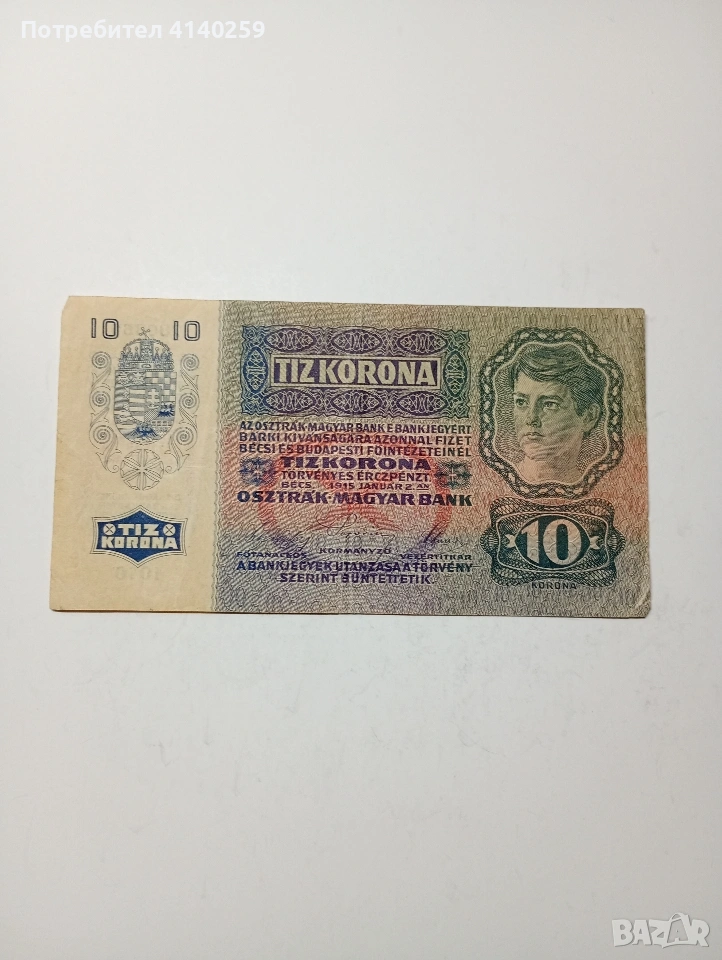 Потребител 4140259
10 10
TIZ KORONA
AZ OSZTRÁK-MAGYAR BANK E BANKJEGYÉRT
BÁRKI KÍVÁNSÁGÁRA AZONNAL FIZET
BÉCSI ÉS BUDAPESTI FŐINTÉZETEINÉL
TIZ KORONA
TÖRVÉNYES ÉRCZPÉNZT.
BÉCS, 1915 JANUÁR 2.-ÁN
OSZTRÁK-MAGYAR BANK
FŐTANÁCSOS KORMÁNYZÓ VEZÉRTITKÁR
A BANKJEGYEK UTÁNZÁSA A TÖRVÉNY
SZERINT BÜNTETTETIK.
TIZ
KORONA
10
KORONA
BAZAR